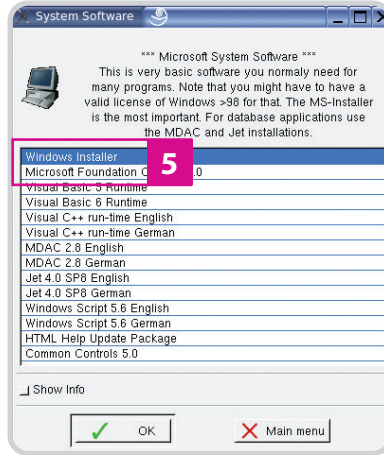 System Software
*** Microsoft System Software ***
This is very basic software you normaly need for
many programs. Note that you might have to have a
valid license of Windows >98 for that. The MS-Installer
is the most important. For database applications use
the MDAC and Jet installations.
Windows Installer
5
Microsoft Foundation C .0
Visual Basic 5 Runtime
Visual Basic 6 Runtime
Visual C++ run-time English
Visual C++ run-time German
MDAC 2.8 English
MDAC 2.8 German
Jet 4.0 SP8 English
Jet 4.0 SP8 German
Windows Script 5.6 English
Windows Script 5.6 German
HTML Help Update Package
Common Controls 5.0
Show Info
OK
Main menu